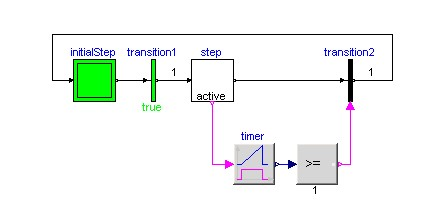 initialStep transition1 step transition2
1 1
active
true
timer
>=
1